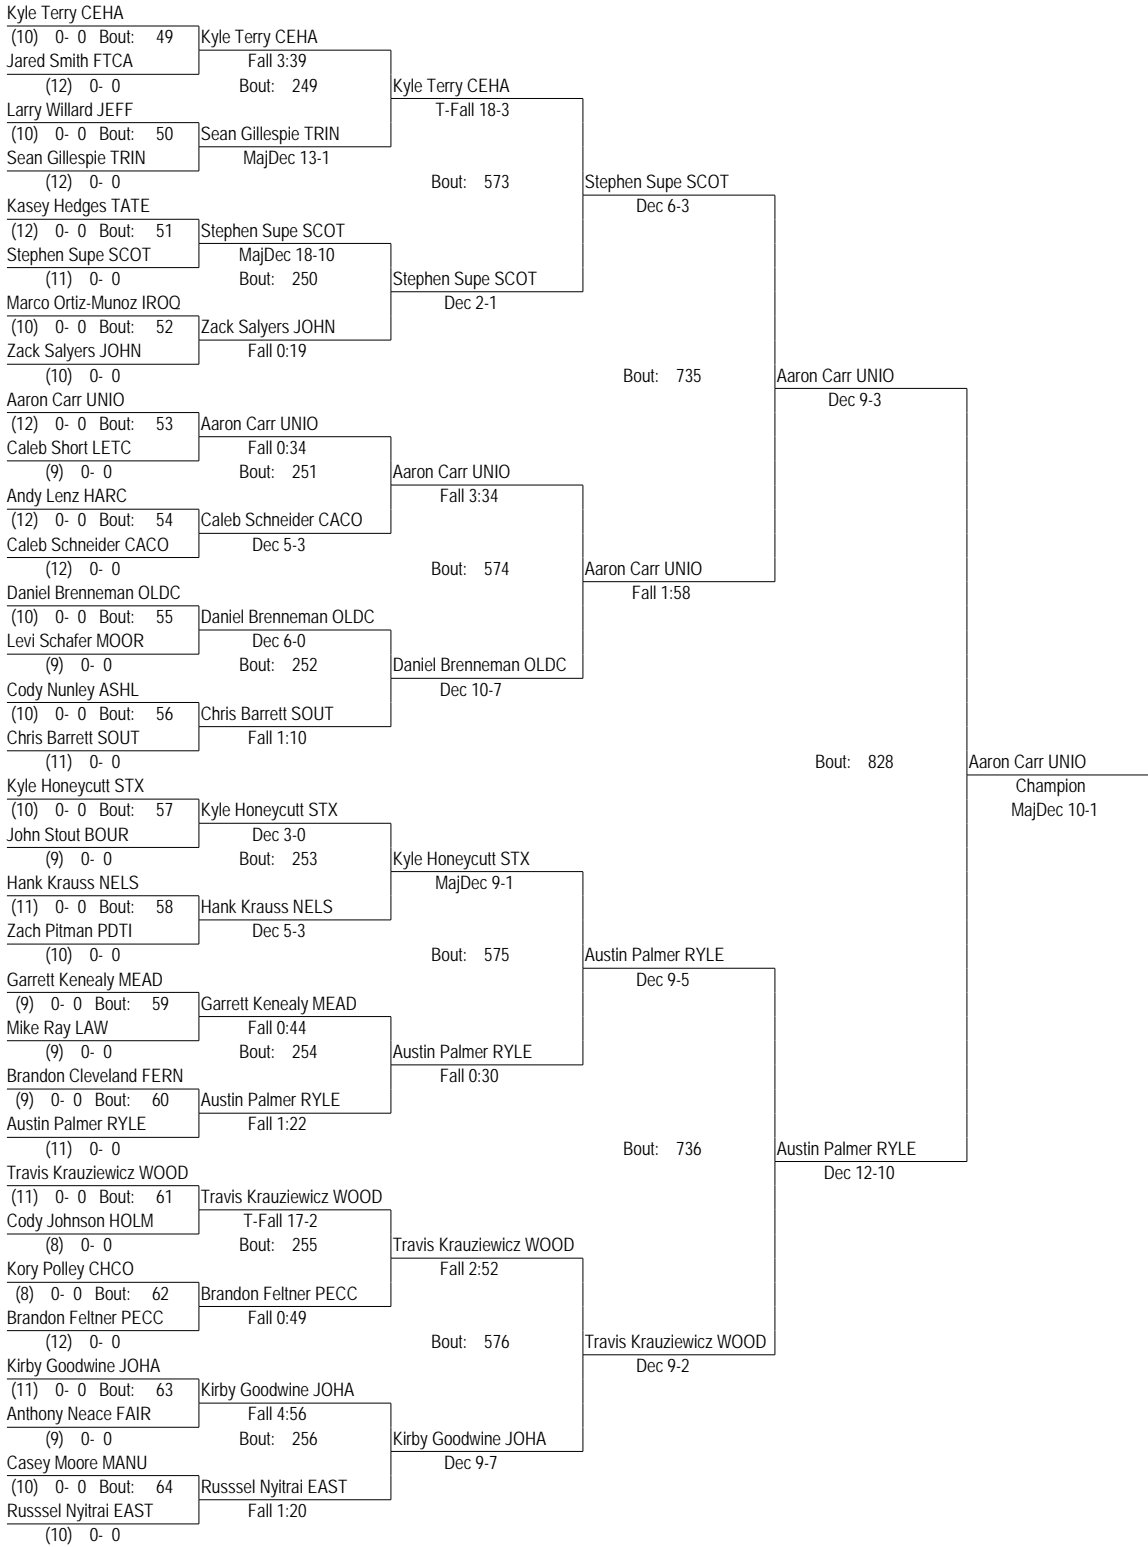 Kyle Terry CEHA
(10) 0- 0 Bout: 49 Kyle Terry CEHA
Jared Smith FTCA Fall 3:39
(12) 0- 0 Bout: 249 Kyle Terry CEHA
Larry Willard JEFF T-Fall 18-3
(10) 0- 0 Bout: 50 Sean Gillespie TRIN
Sean Gillespie TRIN MajDec 13-1
(12) 0- 0 Bout: 573 Stephen Supe SCOT
Kasey Hedges TATE Dec 6-3
(12) 0- 0 Bout: 51 Stephen Supe SCOT
Stephen Supe SCOT MajDec 18-10
(11) 0- 0 Bout: 250 Stephen Supe SCOT
Marco Ortiz-Munoz IROQ Dec 2-1
(10) 0- 0 Bout: 52 Zack Salyers JOHN
Zack Salyers JOHN Fall 0:19
(10) 0- 0 Bout: 735 Aaron Carr UNIO
Aaron Carr UNIO Dec 9-3
(12) 0- 0 Bout: 53 Aaron Carr UNIO
Caleb Short LETC Fall 0:34
(9) 0- 0 Bout: 251 Aaron Carr UNIO
Andy Lenz HARC Fall 3:34
(12) 0- 0 Bout: 54 Caleb Schneider CACO
Caleb Schneider CACO Dec 5-3
(12) 0- 0 Bout: 574 Aaron Carr UNIO
Daniel Brenneman OLDC Fall 1:58
(10) 0- 0 Bout: 55 Daniel Brenneman OLDC
Levi Schafer MOOR Dec 6-0
(9) 0- 0 Bout: 252 Daniel Brenneman OLDC
Cody Nunley ASHL Dec 10-7
(10) 0- 0 Bout: 56 Chris Barrett SOUT
Chris Barrett SOUT Fall 1:10
(11) 0- 0 Bout: 828 Aaron Carr UNIO
Kyle Honeycutt STX Champion
(10) 0- 0 Bout: 57 Kyle Honeycutt STX MajDec 10-1
John Stout BOUR Dec 3-0
(9) 0- 0 Bout: 253 Kyle Honeycutt STX
Hank Krauss NELS MajDec 9-1
(11) 0- 0 Bout: 58 Hank Krauss NELS
Zach Pitman PDTI Dec 5-3
(10) 0- 0 Bout: 575 Austin Palmer RYLE
Garrett Kenealy MEAD Dec 9-5
(9) 0- 0 Bout: 59 Garrett Kenealy MEAD
Mike Ray LAW Fall 0:44
(9) 0- 0 Bout: 254 Austin Palmer RYLE
Brandon Cleveland FERN Fall 0:30
(9) 0- 0 Bout: 60 Austin Palmer RYLE
Austin Palmer RYLE Fall 1:22
(11) 0- 0 Bout: 736 Austin Palmer RYLE
Travis Krauziewicz WOOD Dec 12-10
(11) 0- 0 Bout: 61 Travis Krauziewicz WOOD
Cody Johnson HOLM T-Fall 17-2
(8) 0- 0 Bout: 255 Travis Krauziewicz WOOD
Kory Polley CHCO Fall 2:52
(8) 0- 0 Bout: 62 Brandon Feltner PECC
Brandon Feltner PECC Fall 0:49
(12) 0- 0 Bout: 576 Travis Krauziewicz WOOD
Kirby Goodwine JOHA Dec 9-2
(11) 0- 0 Bout: 63 Kirby Goodwine JOHA
Anthony Neace FAIR Fall 4:56
(9) 0- 0 Bout: 256 Kirby Goodwine JOHA
Casey Moore MANU Dec 9-7
(10) 0- 0 Bout: 64 Russsel Nyitrai EAST
Russsel Nyitrai EAST Fall 1:20
(10) 0- 0